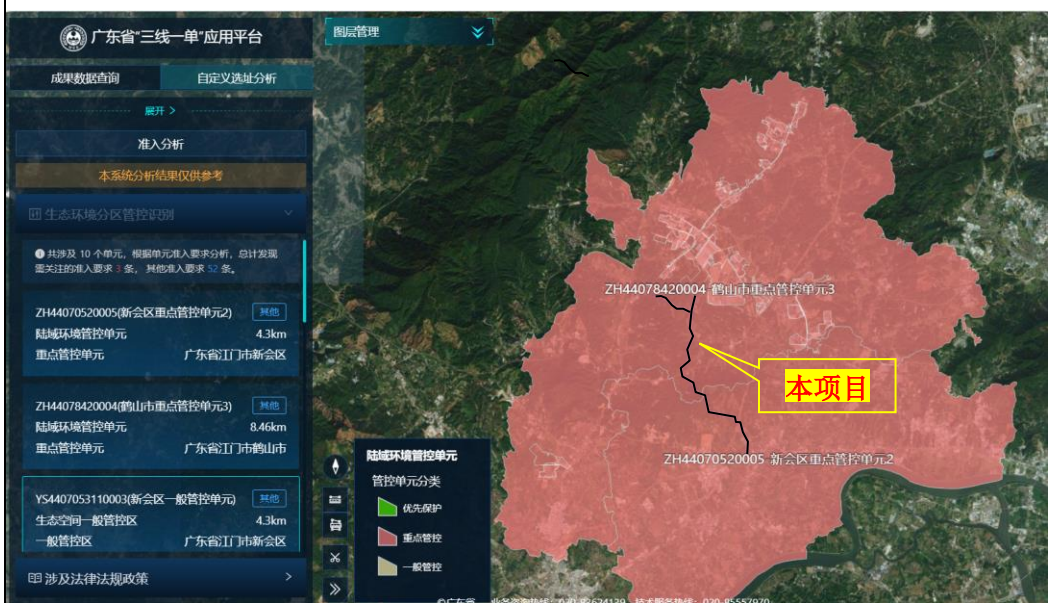 广东省“三线一单”应用平台
成果数据查询
自定义选址分析
展开 >
准入分析
本系统分析结果仅供参考
生态环境分区管控识别
共涉及 10 个单元，根据单元准入要求分析，总计发现
需关注的准入要求 3 条， 其他准入要求 52 条。
ZH44070520005(新会区重点管控单元2)
其他
陆域环境管控单元
4.3km
重点管控单元
广东省江门市新会区
ZH44078420004(鹤山市重点管控单元3)
其他
陆域环境管控单元
8.46km
重点管控单元
广东省江门市鹤山市
YS4407053110003(新会区一般管控单元)
其他
生态空间一般管控区
4.3km
一般管控区
广东省江门市新会区
涉及法律法规政策
图层管理
ZH44078420004 鹤山市重点管控单元3
本项目
ZH44070520005 新会区重点管控单元2
陆域环境管控单元
管控单元分类
优先保护
重点管控
一般管控